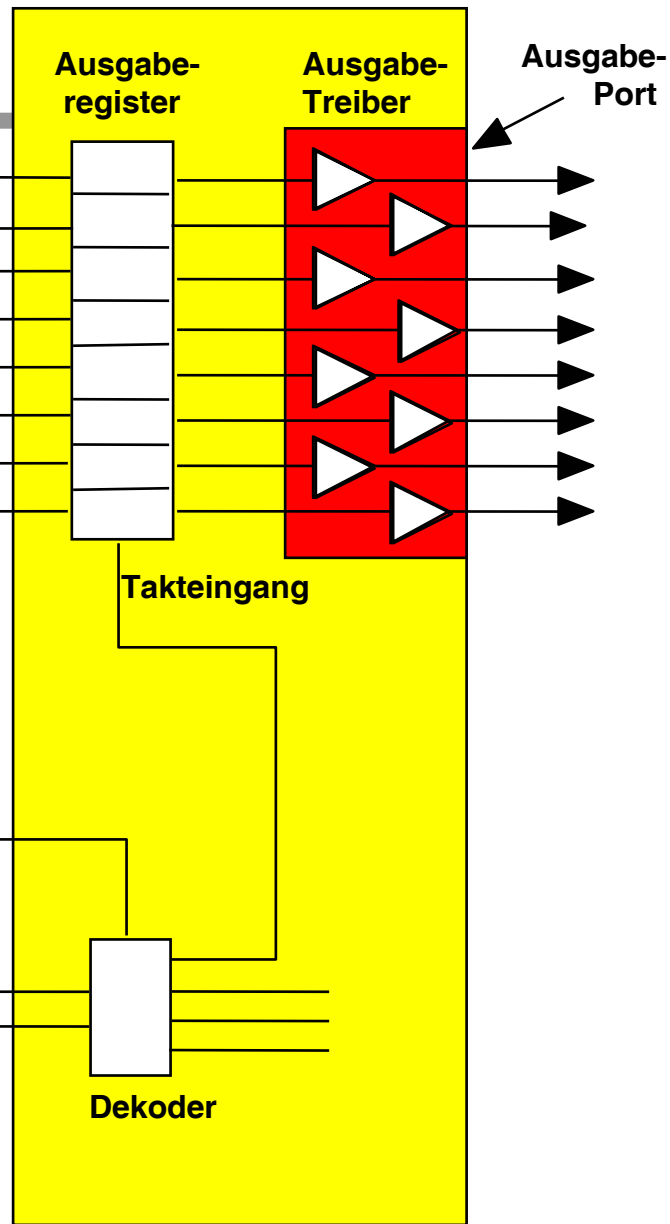 Ausgabe-
register
Ausgabe-
Treiber
Ausgabe-
Port
Takteingang
Dekoder